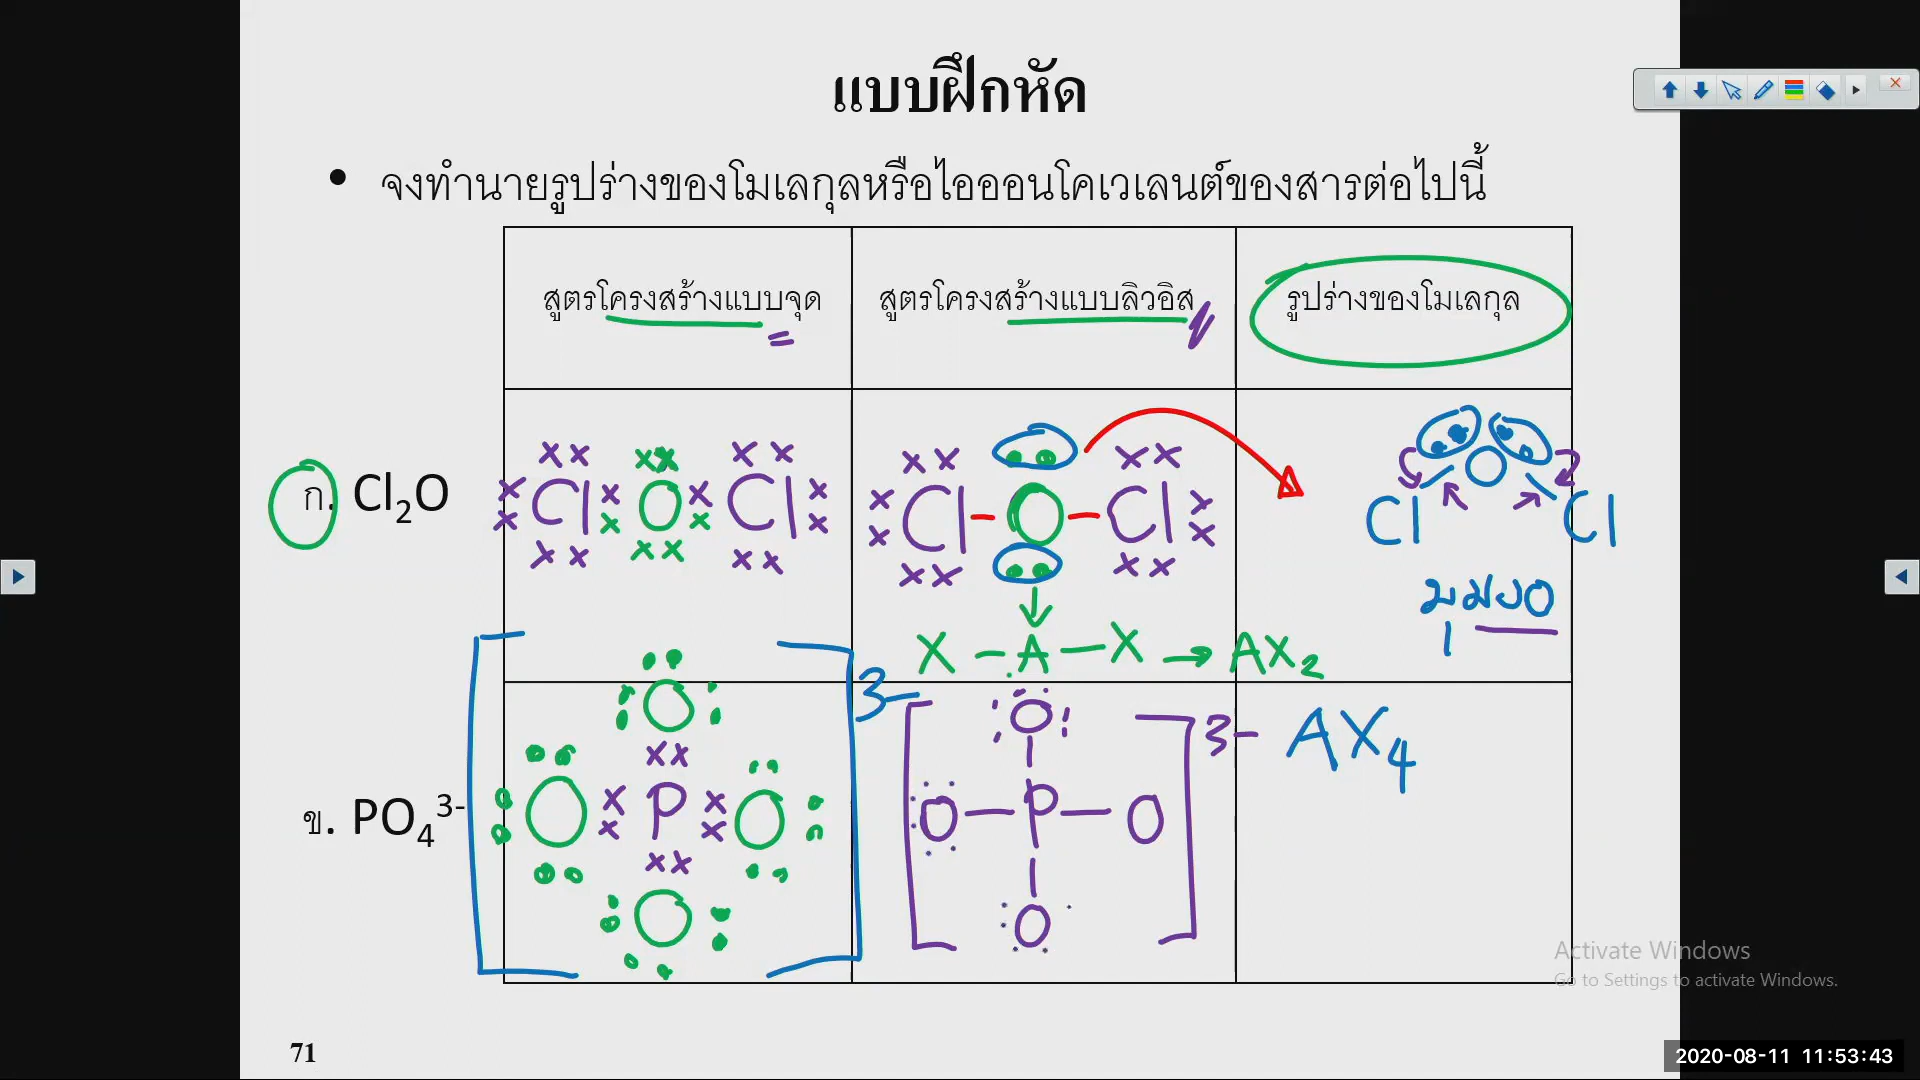 แบบฝึกหัด
• จงทำนายรูปร่างของโมเลกุลหรือไอออนโคเวเลนต์ของสารต่อไปนี้
สูตรโครงสร้างแบบจุด สูตรโครงสร้างแบบลิวอิส รูปร่างของโมเลกุล
ก. Cl₂O
Cl O Cl
Cl - O - Cl
Cl O Cl
X - A - X → AX₂
ข. PO₄³⁻
O
O P O
O
3-
O
O - P - O
O
3-
AX₄
Activate Windows
Go to Settings to activate Windows.
71
2020-08-11 11:53:43